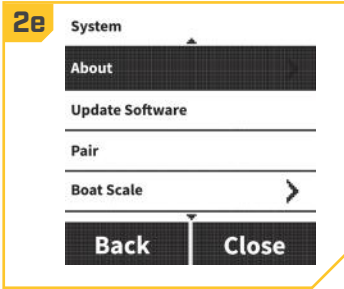 2e
System
About
Update Software
Pair
Boat Scale
Back Close